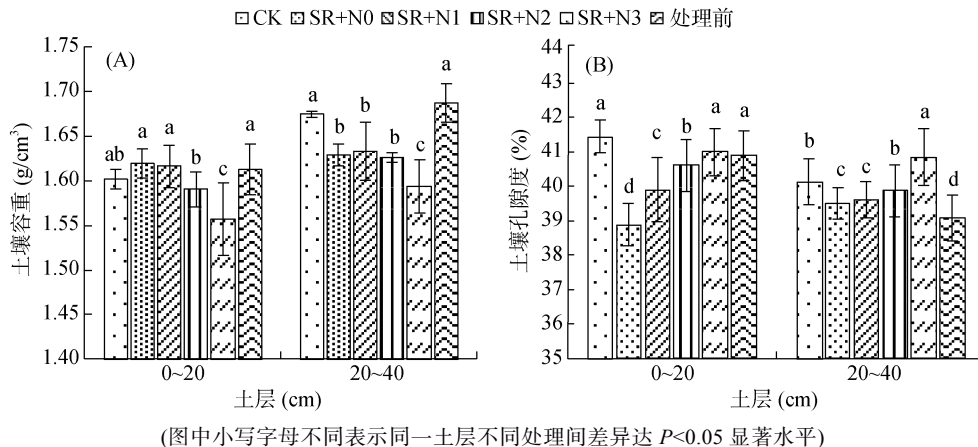 CK SR+N0 SR+N1 SR+N2 SR+N3 处理前
(A)
土壤容重 (g/cm³)
1.75
1.70
1.65
1.60
1.55
1.50
1.45
1.40
ab a a b c a
a b b b c a
0~20 20~40
土层 (cm)
(B)
土壤孔隙度 (%)
44
43
42
41
40
39
38
37
36
35
a d c b a a
b c c b a d
0~20 20~40
土层 (cm)
(图中小写字母不同表示同一土层不同处理间差异达 P<0.05 显著水平)